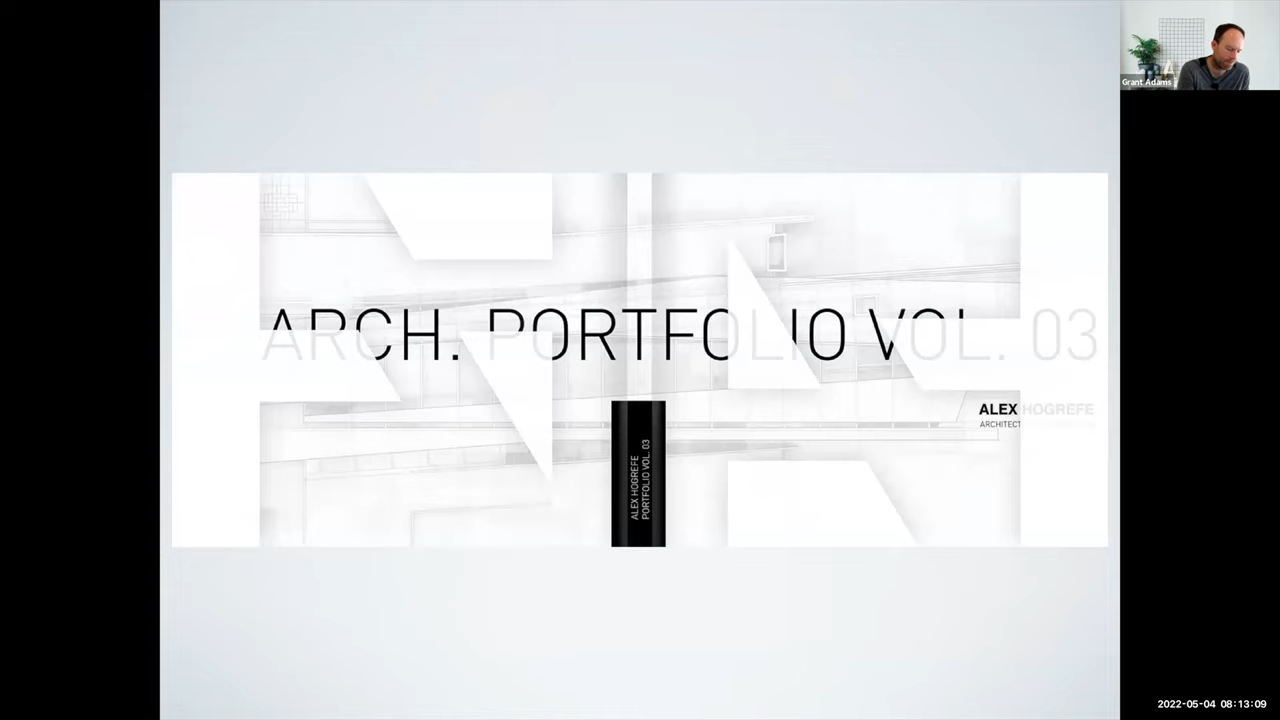 Grant Adams
ARCH. PORTFOLIO VOL. 03
ALEX HOGREFE
ARCHITECT
ALEX HOGREFE
PORTFOLIO VOL. 03
2022-05-04 08:13:09